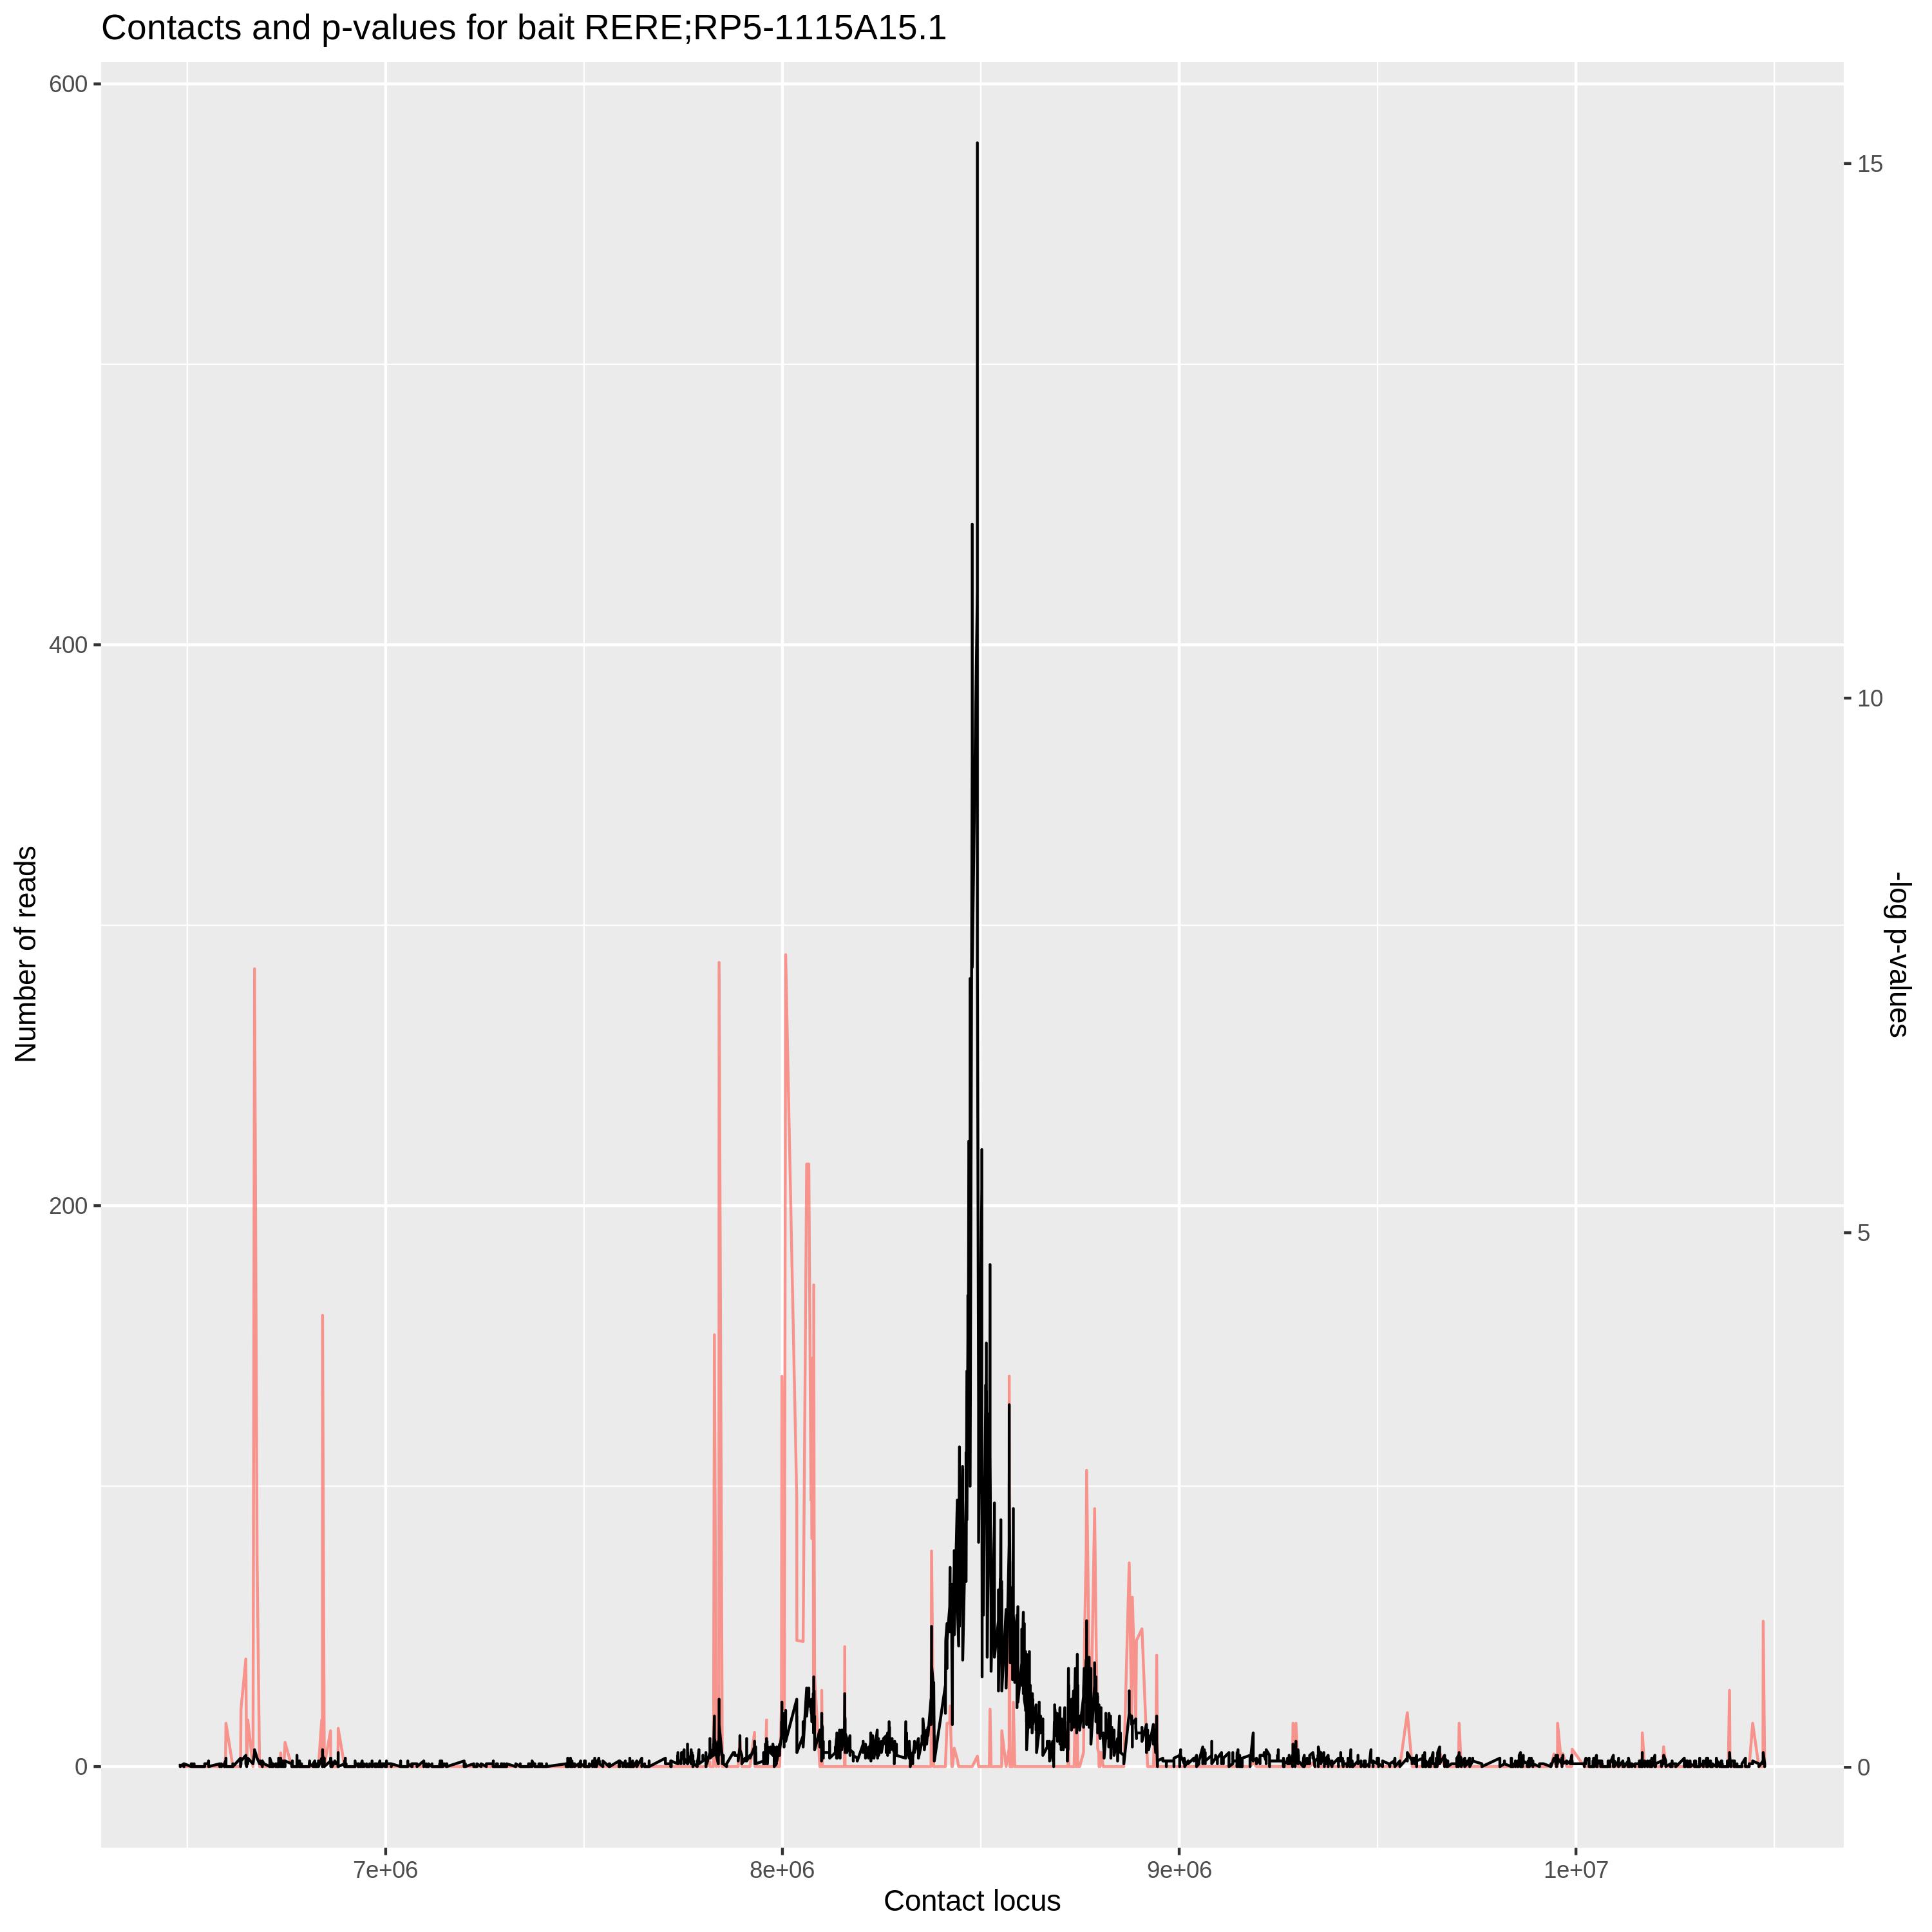 Contacts and p-values for bait RERE;RP5-1115A15.1
600
400
200
0
Number of reads
15
10
5
0
-log p-values
7e+06
8e+06
9e+06
1e+07
Contact locus